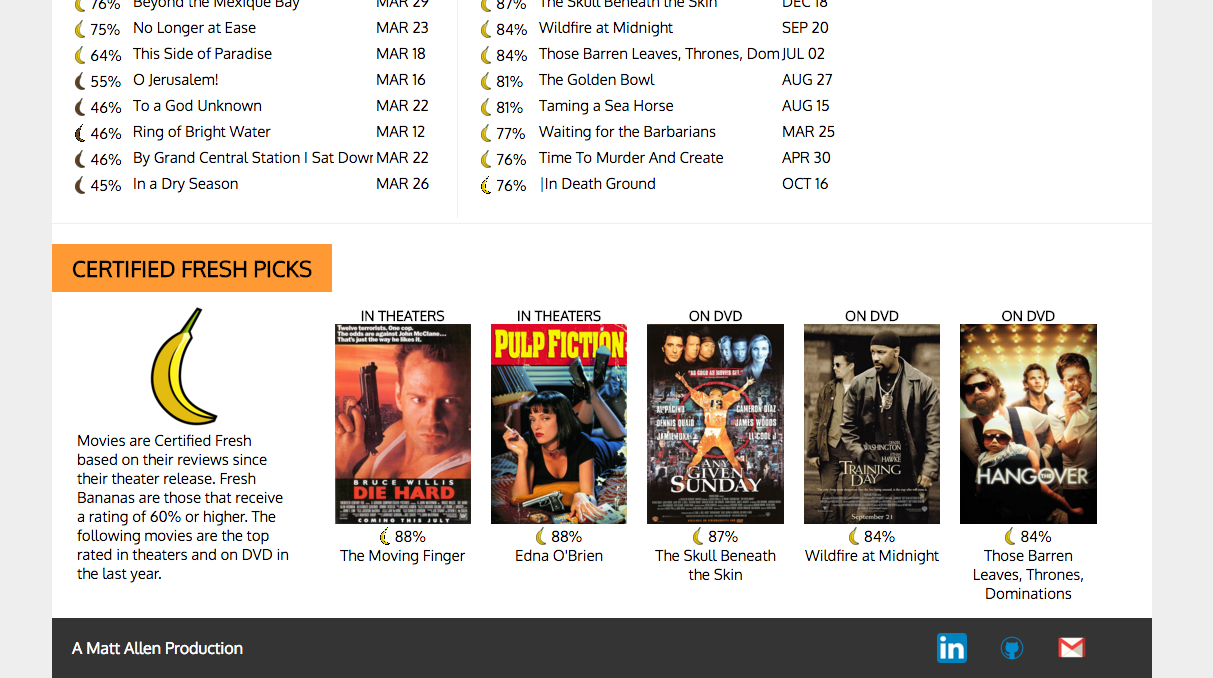 76% Beyond the Mexique Bay MAR 29
75% No Longer at Ease MAR 23
64% This Side of Paradise MAR 18
55% O Jerusalem! MAR 16
46% To a God Unknown MAR 22
46% Ring of Bright Water MAR 12
46% By Grand Central Station I Sat Down MAR 22
45% In a Dry Season MAR 26
87% The Skull Beneath the Skin DEC 18
84% Wildfire at Midnight SEP 20
84% Those Barren Leaves, Thrones, Dom JUL 02
81% The Golden Bowl AUG 27
81% Taming a Sea Horse AUG 15
77% Waiting for the Barbarians MAR 25
76% Time To Murder And Create APR 30
76% |In Death Ground OCT 16
CERTIFIED FRESH PICKS
Movies are Certified Fresh
based on their reviews since
their theater release. Fresh
Bananas are those that receive
a rating of 60% or higher. The
following movies are the top
rated in theaters and on DVD in
the last year.
IN THEATERS
Twelve terrorists. One cop.
The odds are against John McClane...
That's just the way he likes it.
BRUCE WILLIS
DIE HARD
COMING THIS JULY
88%
The Moving Finger
IN THEATERS
PULP FICTION
88%
Edna O'Brien
ON DVD
AL PACINO
CAMERON DIAZ
DENNIS QUAID
JAMES WOODS
JAMIE FOXX
LL COOL J
ANY
GIVEN
SUNDAY
87%
The Skull Beneath
the Skin
ON DVD
WASHINGTON
HAWKE
TRAINING
DAY
September 21
84%
Wildfire at Midnight
ON DVD
THE
HANGOVER
84%
Those Barren
Leaves, Thrones,
Dominations
A Matt Allen Production
in